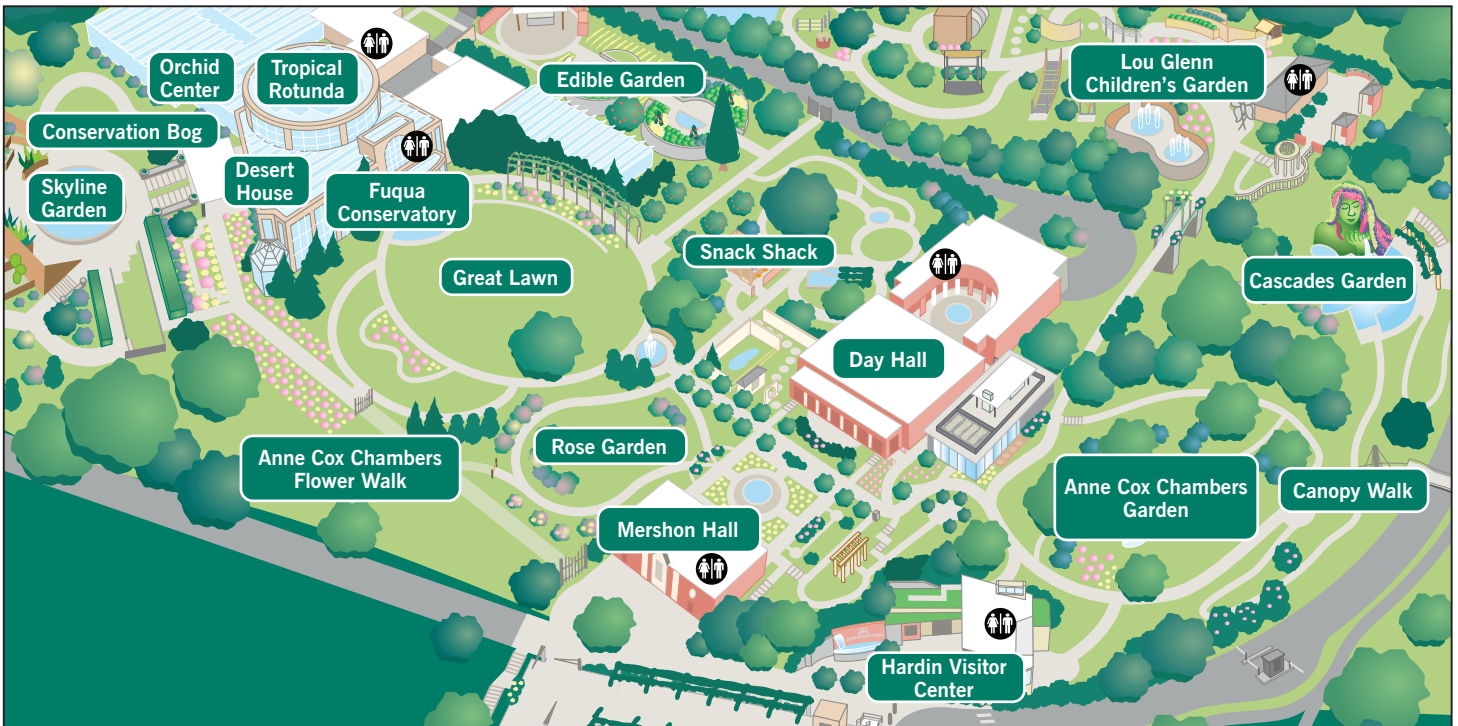 Orchid
Center
Tropical
Rotunda
Edible Garden
Lou Glenn
Children's Garden
Conservation Bog
Skyline
Garden
Desert
House
Fuqua
Conservatory
Great Lawn
Snack Shack
Cascades Garden
Day Hall
Rose Garden
Anne Cox Chambers
Flower Walk
Anne Cox Chambers
Garden
Canopy Walk
Mershon Hall
Hardin Visitor
Center